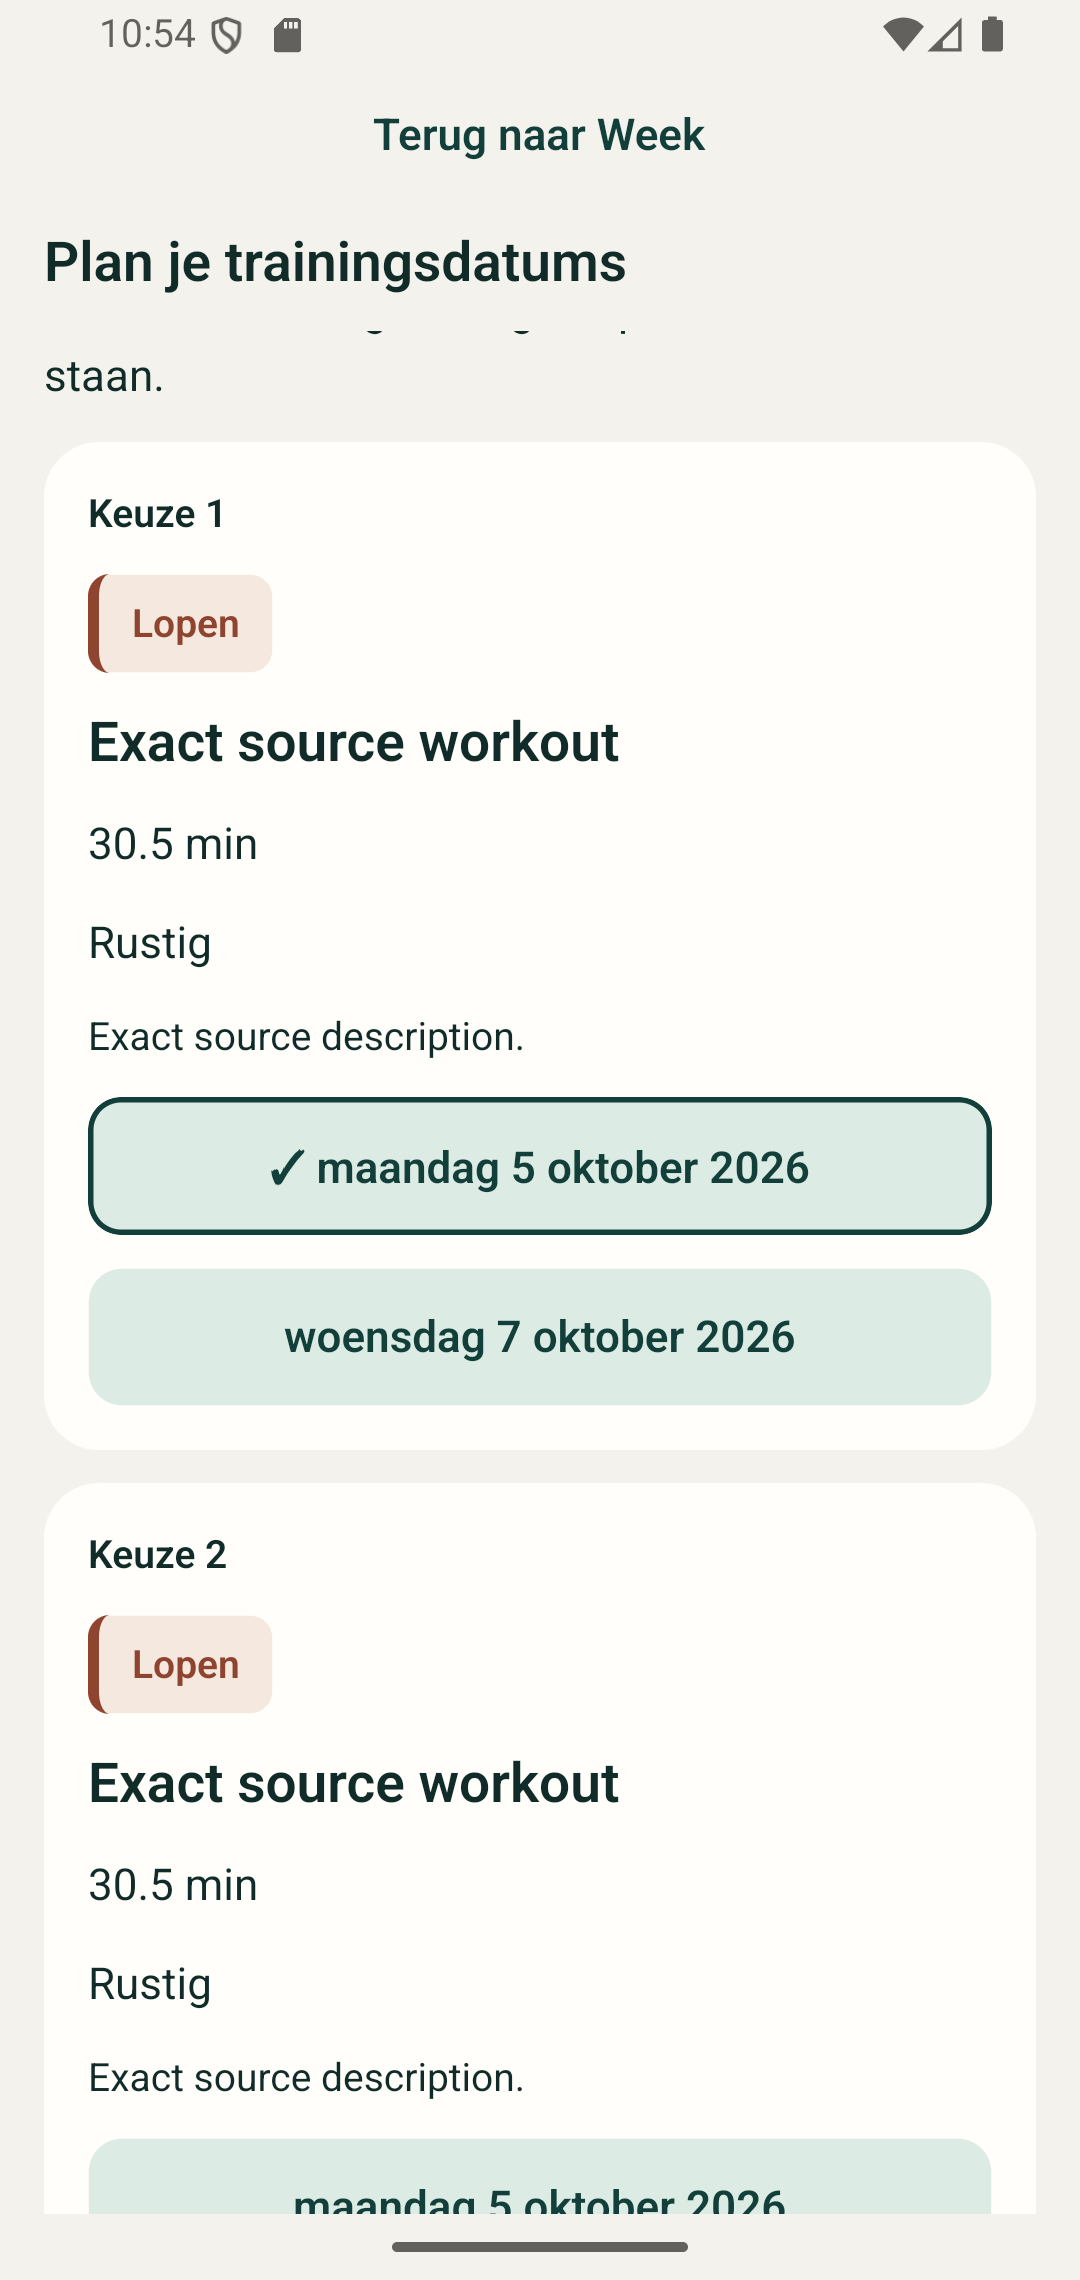 10:54
Terug naar Week
Plan je trainingsdatums
staan.
Keuze 1
Lopen
Exact source workout
30.5 min
Rustig
Exact source description.
✓ maandag 5 oktober 2026
woensdag 7 oktober 2026
Keuze 2
Lopen
Exact source workout
30.5 min
Rustig
Exact source description.
maandag 5 oktober 2026